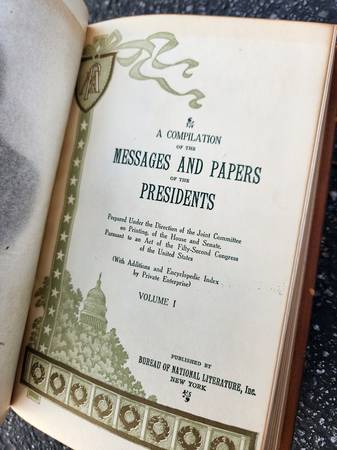 A COMPILATION
OF THE
MESSAGES AND PAPERS
OF THE
PRESIDENTS
Prepared Under the Direction of the Joint Committee
on Printing, of the House and Senate,
Pursuant to an Act of the Fifty-Second Congress
of the United States
(With Additions and Encyclopedic Index
by Private Enterprise)
VOLUME I
PUBLISHED BY
BUREAU OF NATIONAL LITERATURE, Inc.
NEW YORK